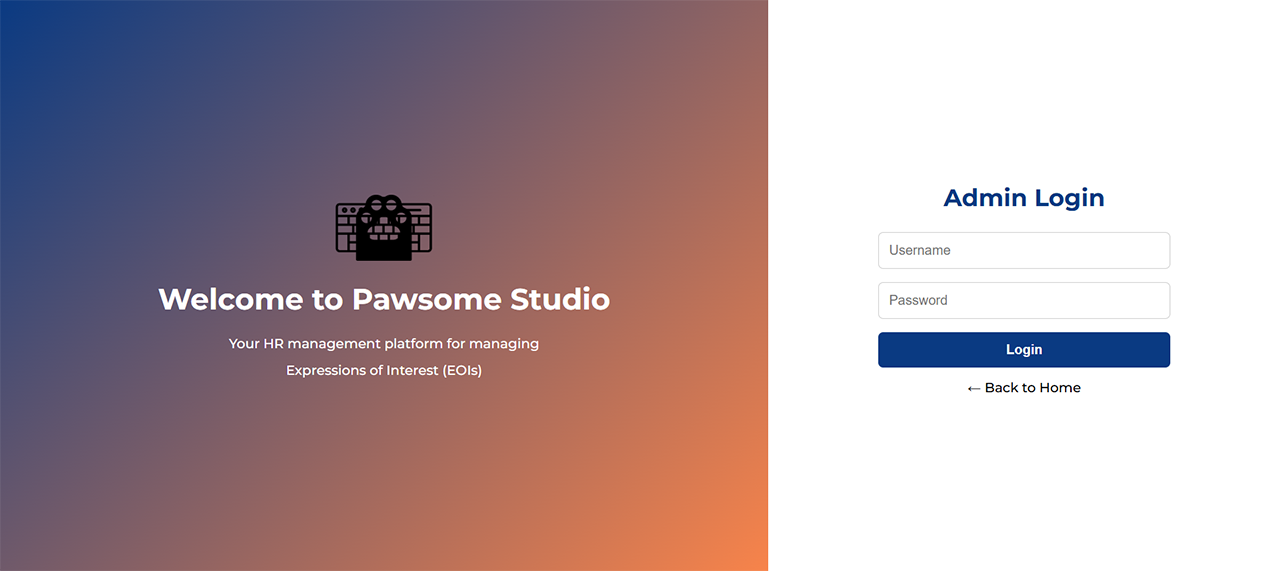 Welcome to Pawsome Studio
Your HR management platform for managing
Expressions of Interest (EOIs)
Admin Login
Username
Password
Login
← Back to Home